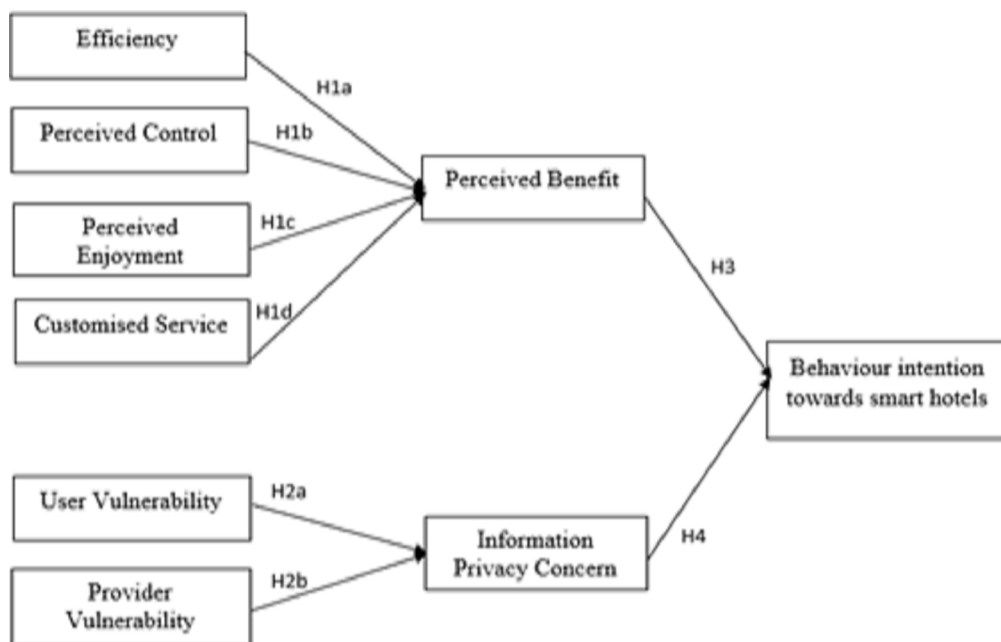 Efficiency
H1a
Perceived Control
H1b
Perceived Benefit
Perceived
Enjoyment
H1c
H3
Customised Service
H1d
Behaviour intention
towards smart hotels
User Vulnerability
H2a
Information
Privacy Concern
H4
Provider
Vulnerability
H2b